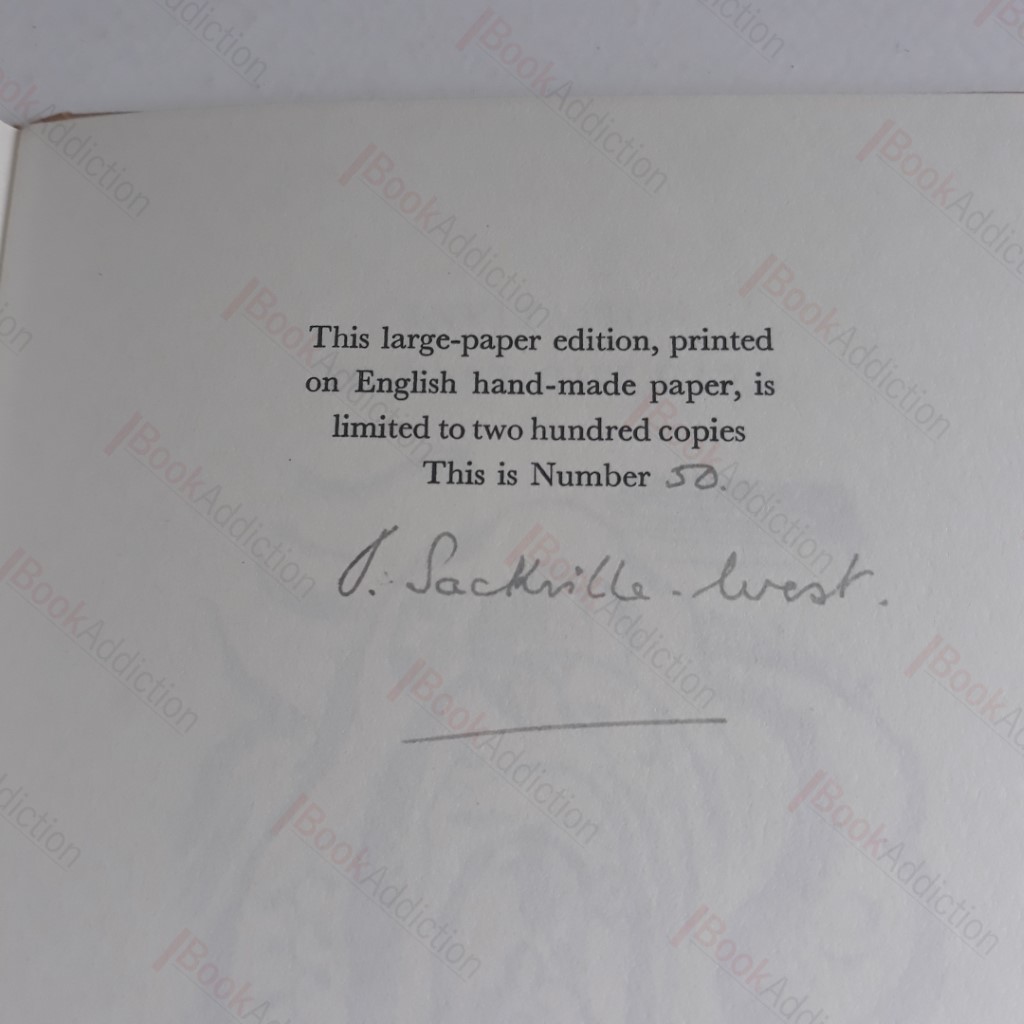 This large-paper edition, printed
on English hand-made paper, is
limited to two hundred copies
This is Number 50.
V. Sackville-West.
BookAddiction